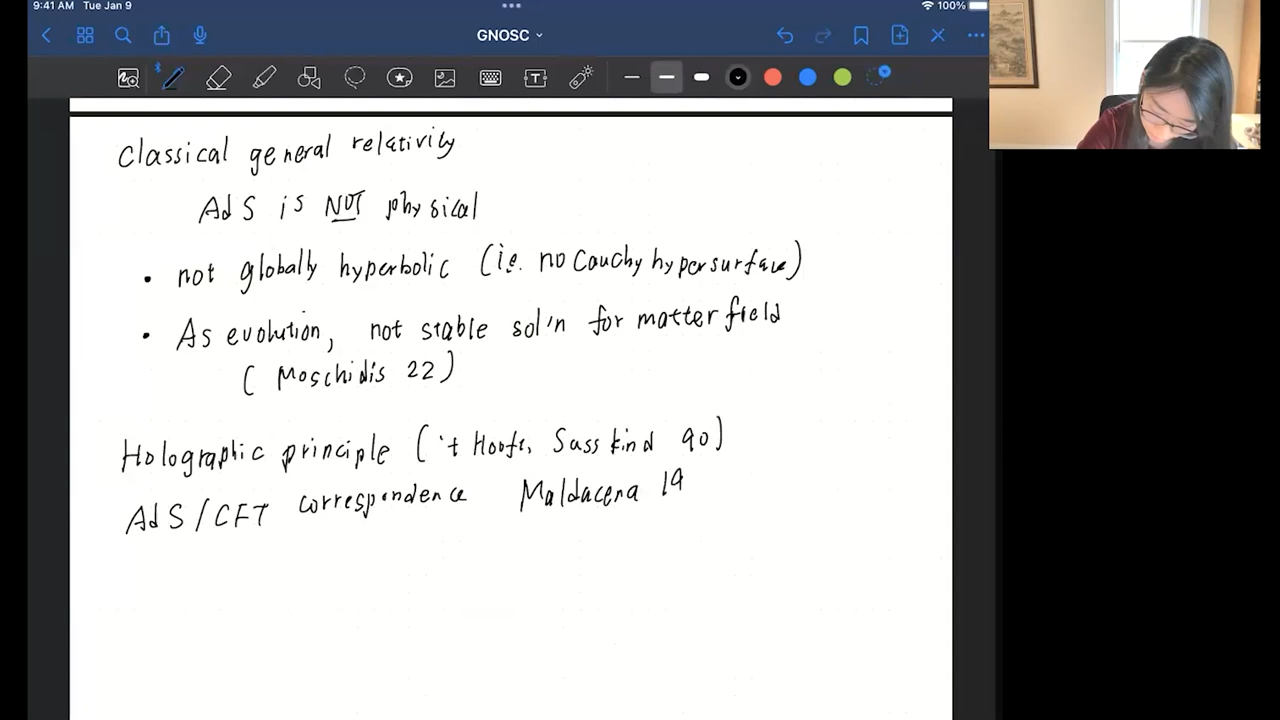 9:41 AM Tue Jan 9
100%
GNOSC
Classical general relativity
AdS is NOT physical
• not globally hyperbolic (i.e. no Cauchy hypersurface)
• As evolution, not stable sol'n for matter field
( Moschidis 22 )
Holographic principle ( 't Hooft, Susskind 90 )
AdS/CFT correspondence Maldacena 19